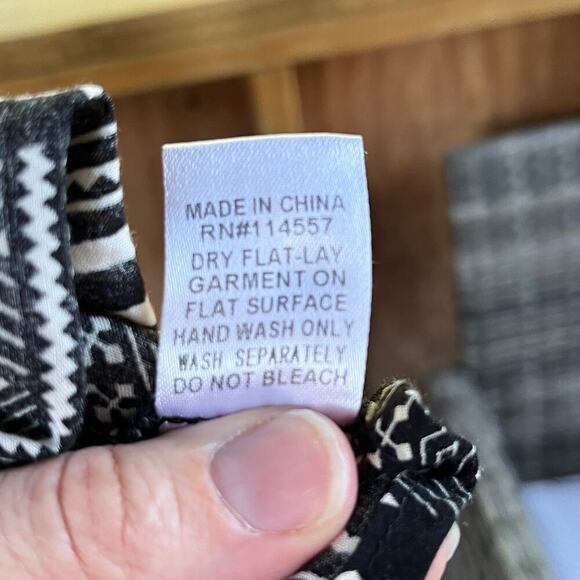 MADE IN CHINA
RN#114557
DRY FLAT-LAY
GARMENT ON
FLAT SURFACE
HAND WASH ONLY
WASH SEPARATELY
DO NOT BLEACH